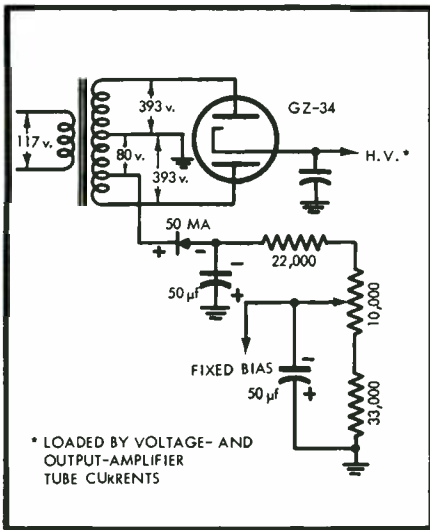 393 v.
GZ-34
117 v.
80 v.
393 v.
H.V.*
50 MA
+ -
-
22,000
50 µf
+
10,000
FIXED BIAS
-
50 µf
+
33,000
* LOADED BY VOLTAGE- AND
OUTPUT-AMPLIFIER
TUBE CURRENTS